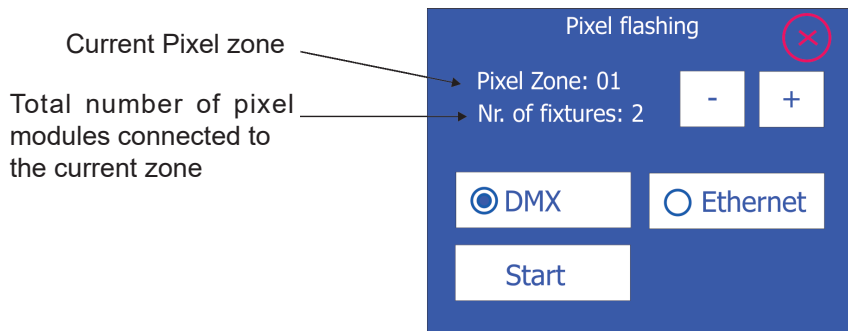 Current Pixel zone
Total number of pixel
modules connected to
the current zone
Pixel flashing
Pixel Zone: 01
Nr. of fixtures: 2
- +
DMX
Ethernet
Start